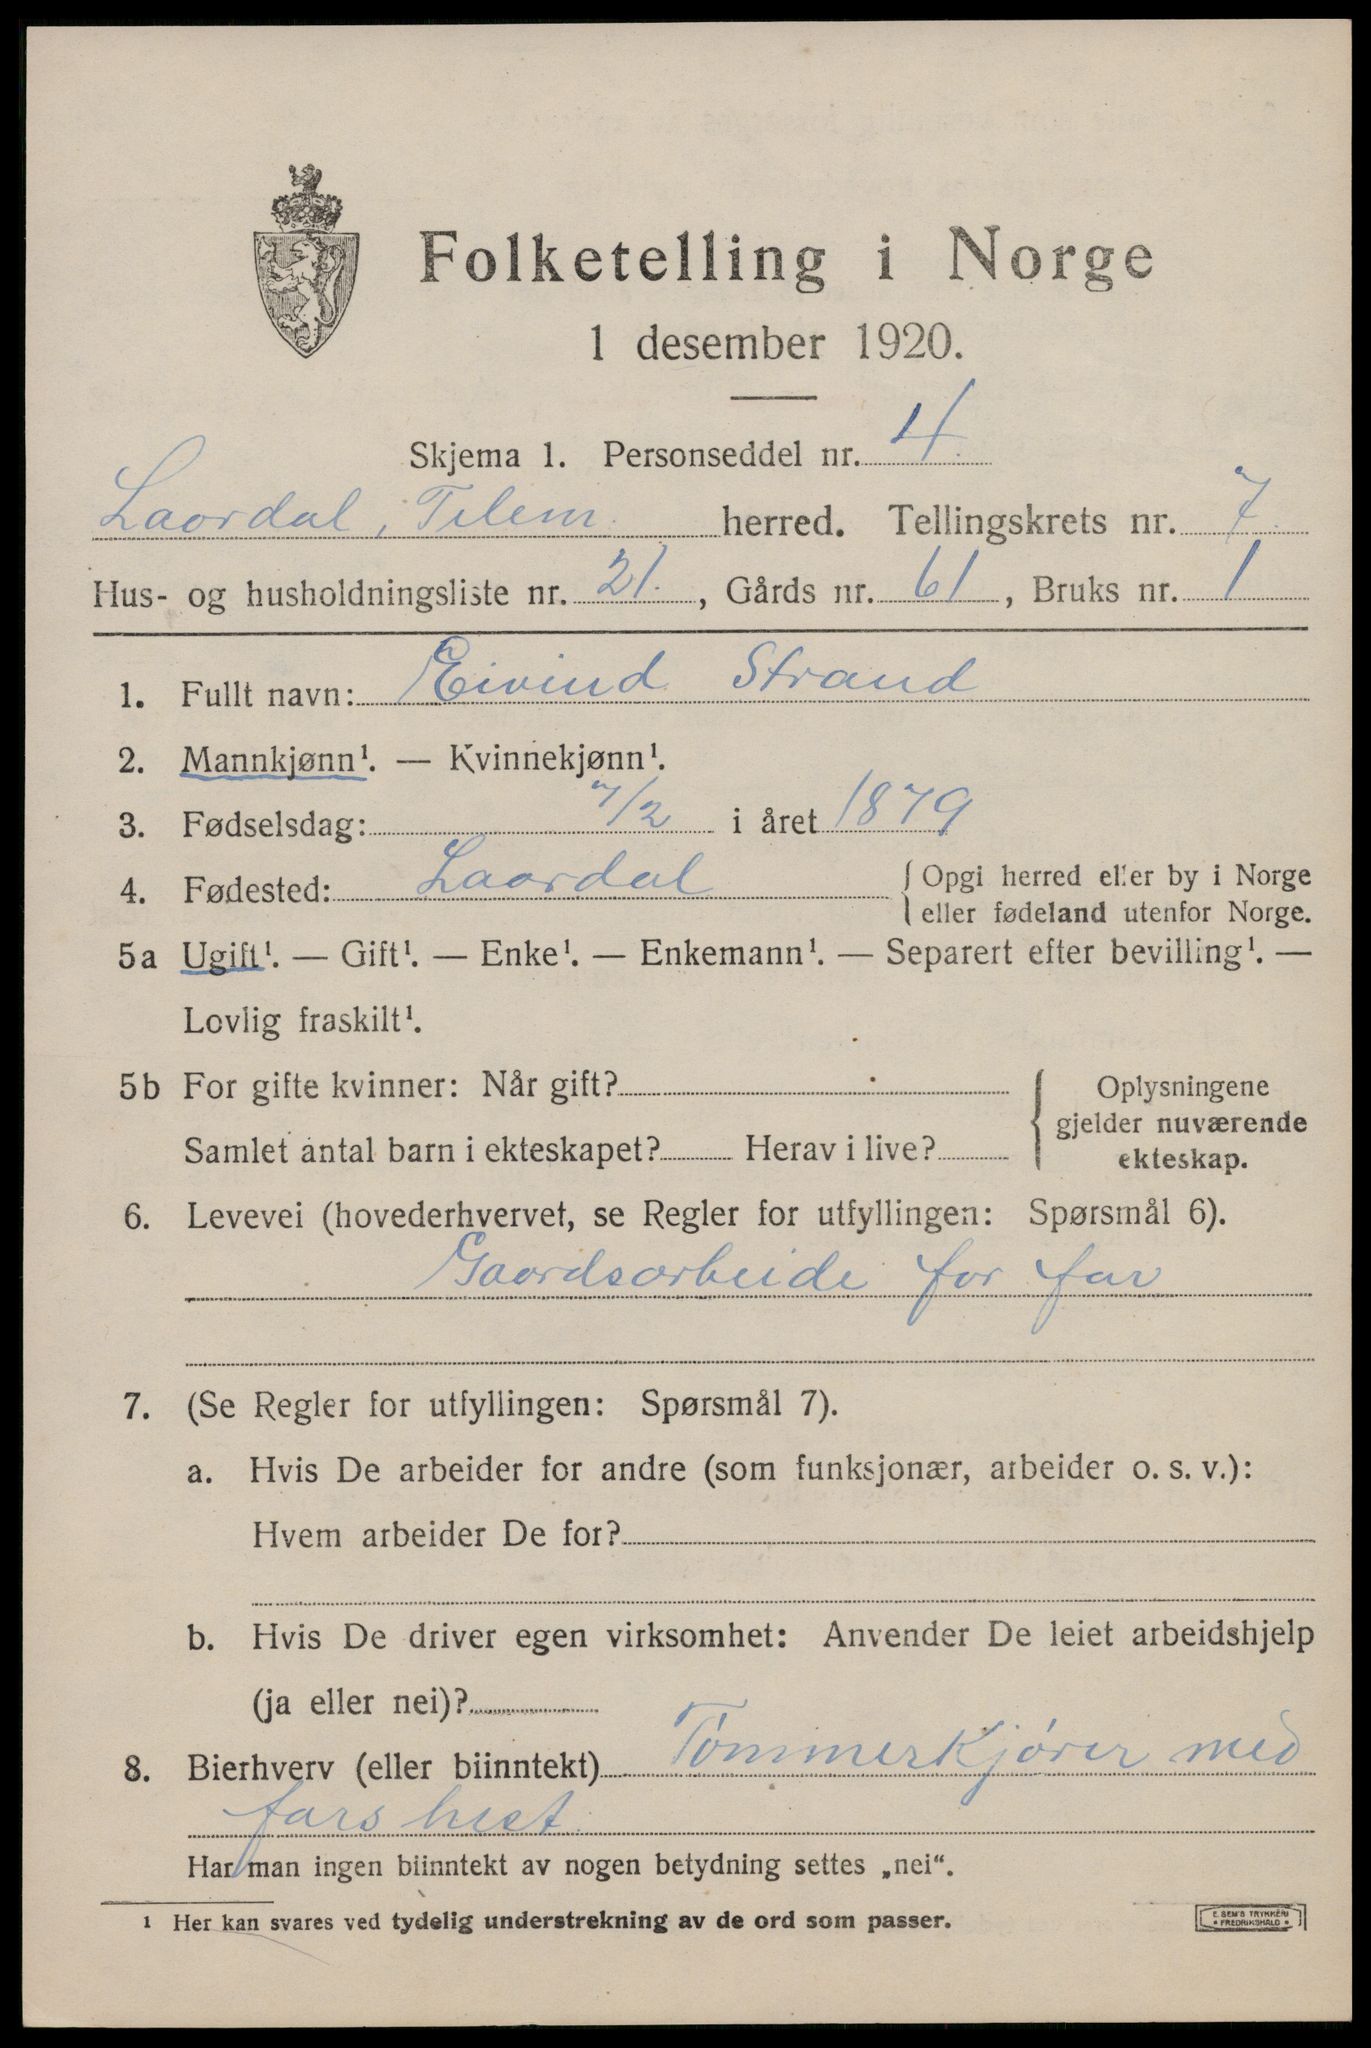 Folketelling i Norge
1 desember 1920.
Skjema 1. Personseddel nr. 4.
Laardal, Telem. herred. Tellingskrets nr. 7.
Hus- og husholdningsliste nr. 21., Gårds nr. 61, Bruks nr. 1
1. Fullt navn: Eivind Strand
2. Mannkjønn¹. — Kvinnekjønn¹.
3. Fødselsdag: 7/2 i året 1879
4. Fødested: Laardal { Opgi herred eller by i Norge
eller fødeland utenfor Norge.
5a Ugift¹. — Gift¹. — Enke¹. — Enkemann¹. — Separert efter bevilling¹. —
Lovlig fraskilt¹.
5b For gifte kvinner: Når gift? { Oplysningene
gjelder nuværende
Samlet antal barn i ekteskapet? Herav i live? ekteskap.
6. Levevei (hovederhvervet, se Regler for utfyllingen: Spørsmål 6).
Gaardsarbeide for far
7. (Se Regler for utfyllingen: Spørsmål 7).
a. Hvis De arbeider for andre (som funksjonær, arbeider o. s. v.):
Hvem arbeider De for?
b. Hvis De driver egen virksomhet: Anvender De leiet arbeidshjelp
(ja eller nei)?
8. Bierhverv (eller biinntekt) Tømmerkjører med
fars hest.
Har man ingen biinntekt av nogen betydning settes „nei“.
¹ Her kan svares ved tydelig understrekning av de ord som passer.
E. SEM'S TRYKKERI
• FREDRIKSHALD •